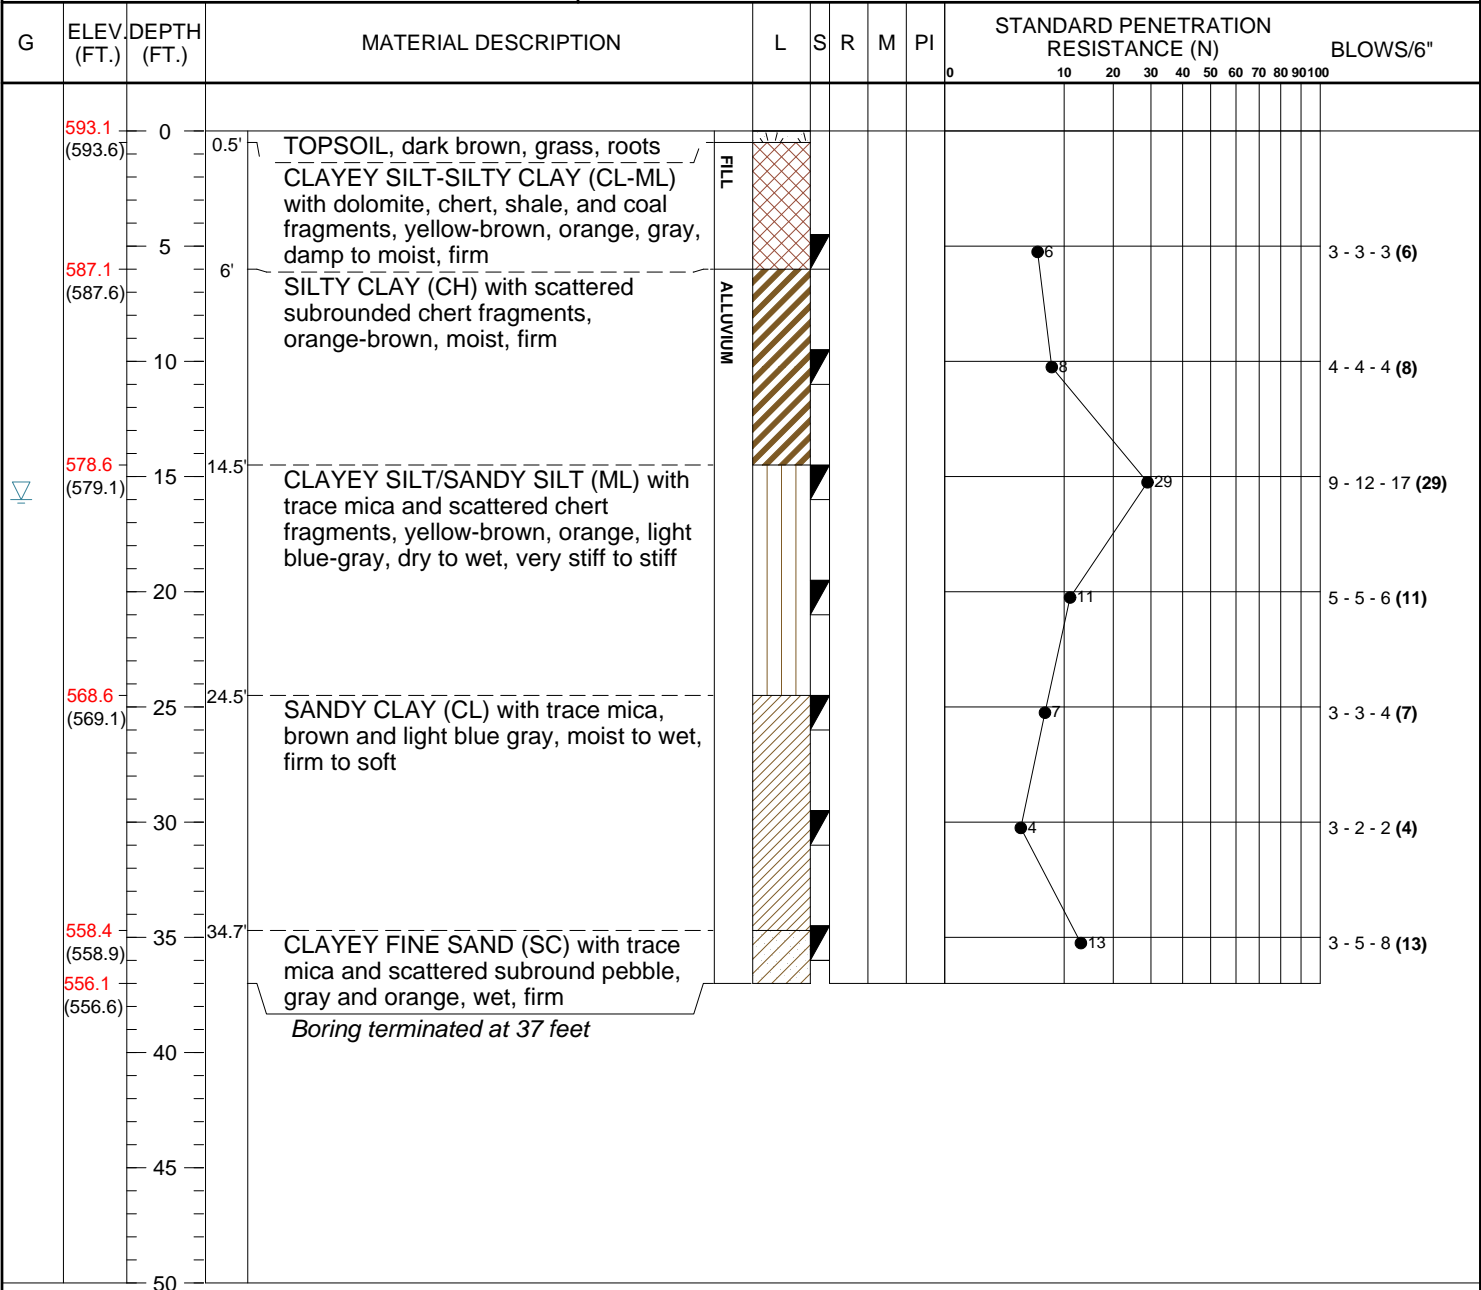 G ELEV. (FT.) DEPTH (FT.) MATERIAL DESCRIPTION L S R M PI STANDARD PENETRATION RESISTANCE (N) BLOWS/6"
0 10 20 30 40 50 60 70 80 90 100
593.1
(593.6)
0
0.5'
TOPSOIL, dark brown, grass, roots
FILL
CLAYEY SILT-SILTY CLAY (CL-ML)
with dolomite, chert, shale, and coal
fragments, yellow-brown, orange, gray,
damp to moist, firm
5
6
3 - 3 - 3 (6)
587.1
(587.6)
6'
SILTY CLAY (CH) with scattered
subrounded chert fragments,
orange-brown, moist, firm
ALLUVIUM
10
8
4 - 4 - 4 (8)
578.6
(579.1)
14.5'
15
CLAYEY SILT/SANDY SILT (ML) with
trace mica and scattered chert
fragments, yellow-brown, orange, light
blue-gray, dry to wet, very stiff to stiff
29
9 - 12 - 17 (29)
20
11
5 - 5 - 6 (11)
568.6
(569.1)
24.5'
25
SANDY CLAY (CL) with trace mica,
brown and light blue gray, moist to wet,
firm to soft
7
3 - 3 - 4 (7)
30
4
3 - 2 - 2 (4)
558.4
(558.9)
34.7'
35
CLAYEY FINE SAND (SC) with trace
mica and scattered subround pebble,
gray and orange, wet, firm
13
3 - 5 - 8 (13)
556.1
(556.6)
Boring terminated at 37 feet
40
45
50